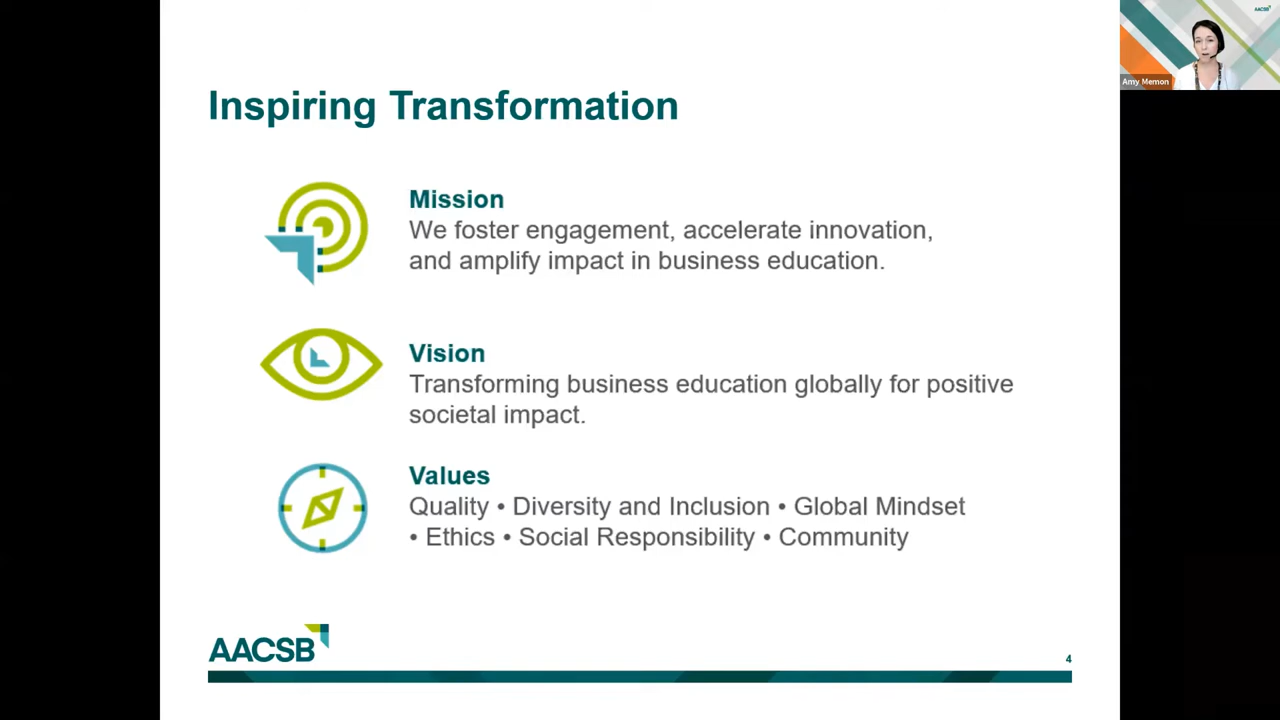 Inspiring Transformation
Mission
We foster engagement, accelerate innovation,
and amplify impact in business education.
Vision
Transforming business education globally for positive
societal impact.
Values
Quality • Diversity and Inclusion • Global Mindset
• Ethics • Social Responsibility • Community
AACSB
4
AACSB
Amy Memon